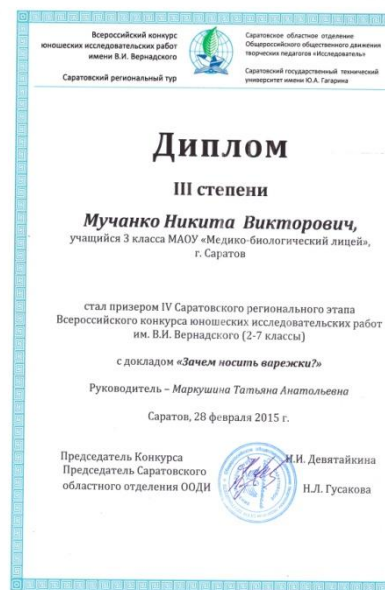 Всероссийский конкурс
юношеских исследовательских работ
имени В.И. Вернадского
Саратовский региональный тур
Саратовское областное отделение
Общероссийского общественного движения
творческих педагогов «Исследователь»
Саратовский государственный технический
университет имени Ю.А. Гагарина
Диплом
III степени
Мучанко Никита Викторович,
учащийся 3 класса МАОУ «Медико-биологический лицей»,
г. Саратов
стал призером IV Саратовского регионального этапа
Всероссийского конкурса юношеских исследовательских работ
им. В.И. Вернадского (2-7 классы)
с докладом «Зачем носить варежки?»
Руководитель – Маркушина Татьяна Анатольевна
Саратов, 28 февраля 2015 г.
Председатель Конкурса И.И. Девятайкина
Председатель Саратовского
областного отделения ООДИ Н.Л. Гусакова